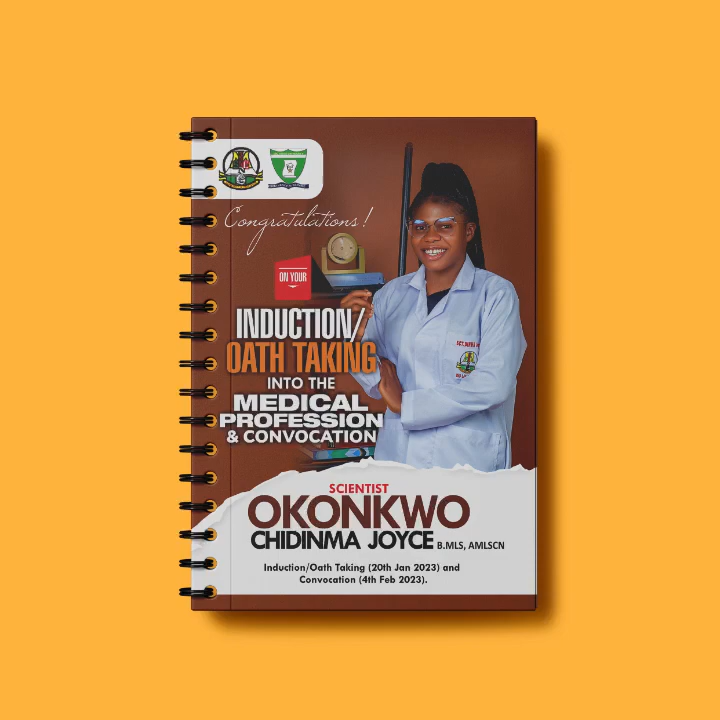 Congratulations!
ON YOUR
INDUCTION/
OATH TAKING
INTO THE
MEDICAL
PROFESSION
& CONVOCATION
SCIENTIST
OKONKWO
CHIDINMA JOYCE B.MLS, AMLSCN
Induction/Oath Taking (20th Jan 2023) and
Convocation (4th Feb 2023).